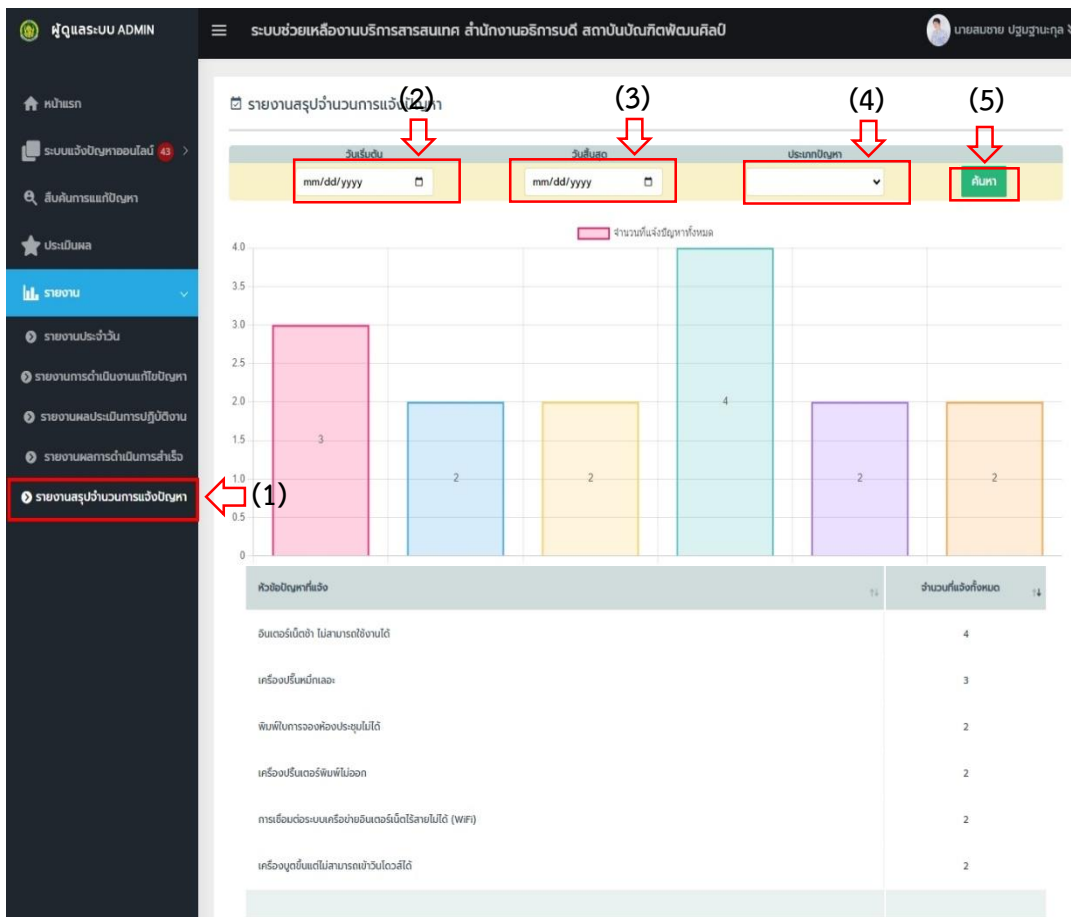 ผู้ดูแลระบบ ADMIN
ระบบช่วยเหลืองานบริการสารสนเทศ สำนักงานอธิการบดี สถาบันบัณฑิตพัฒนศิลป์
นายสมชาย ปฐมฐานะกุล
หน้าแรก
ระบบแจ้งปัญหาออนไลน์ 43
สืบค้นการแก้ปัญหา
ประเมินผล
รายงาน
รายงานประจำวัน
รายงานการดำเนินงานแก้ไขปัญหา
รายงานผลประเมินการปฏิบัติงาน
รายงานผลการดำเนินการสำเร็จ
รายงานสรุปจำนวนการแจ้งปัญหา
(1)
รายงานสรุปจำนวนการแจ้งปัญหา
(2) (3) (4) (5)
วันเริ่มต้น วันสิ้นสุด ประเภทปัญหา
mm/dd/yyyy mm/dd/yyyy ค้นหา
จำนวนที่แจ้งปัญหาทั้งหมด
4.0
3.5
3.0
2.5
2.0
1.5
1.0
0.5
0
3 2 2 4 2 2
หัวข้อปัญหาที่แจ้ง จำนวนที่แจ้งทั้งหมด
อินเตอร์เน็ตช้า ไม่สามารถใช้งานได้ 4
เครื่องปริ้นหมึกเลอะ 3
พิมพ์ใบการจองห้องประชุมไม่ได้ 2
เครื่องปริ้นเตอร์พิมพ์ไม่ออก 2
การเชื่อมต่อระบบเครือข่ายอินเตอร์เน็ตไร้สายไม่ได้ (WiFi) 2
เครื่องบูตขึ้นแต่ไม่สามารถเข้าวินโดวส์ได้ 2